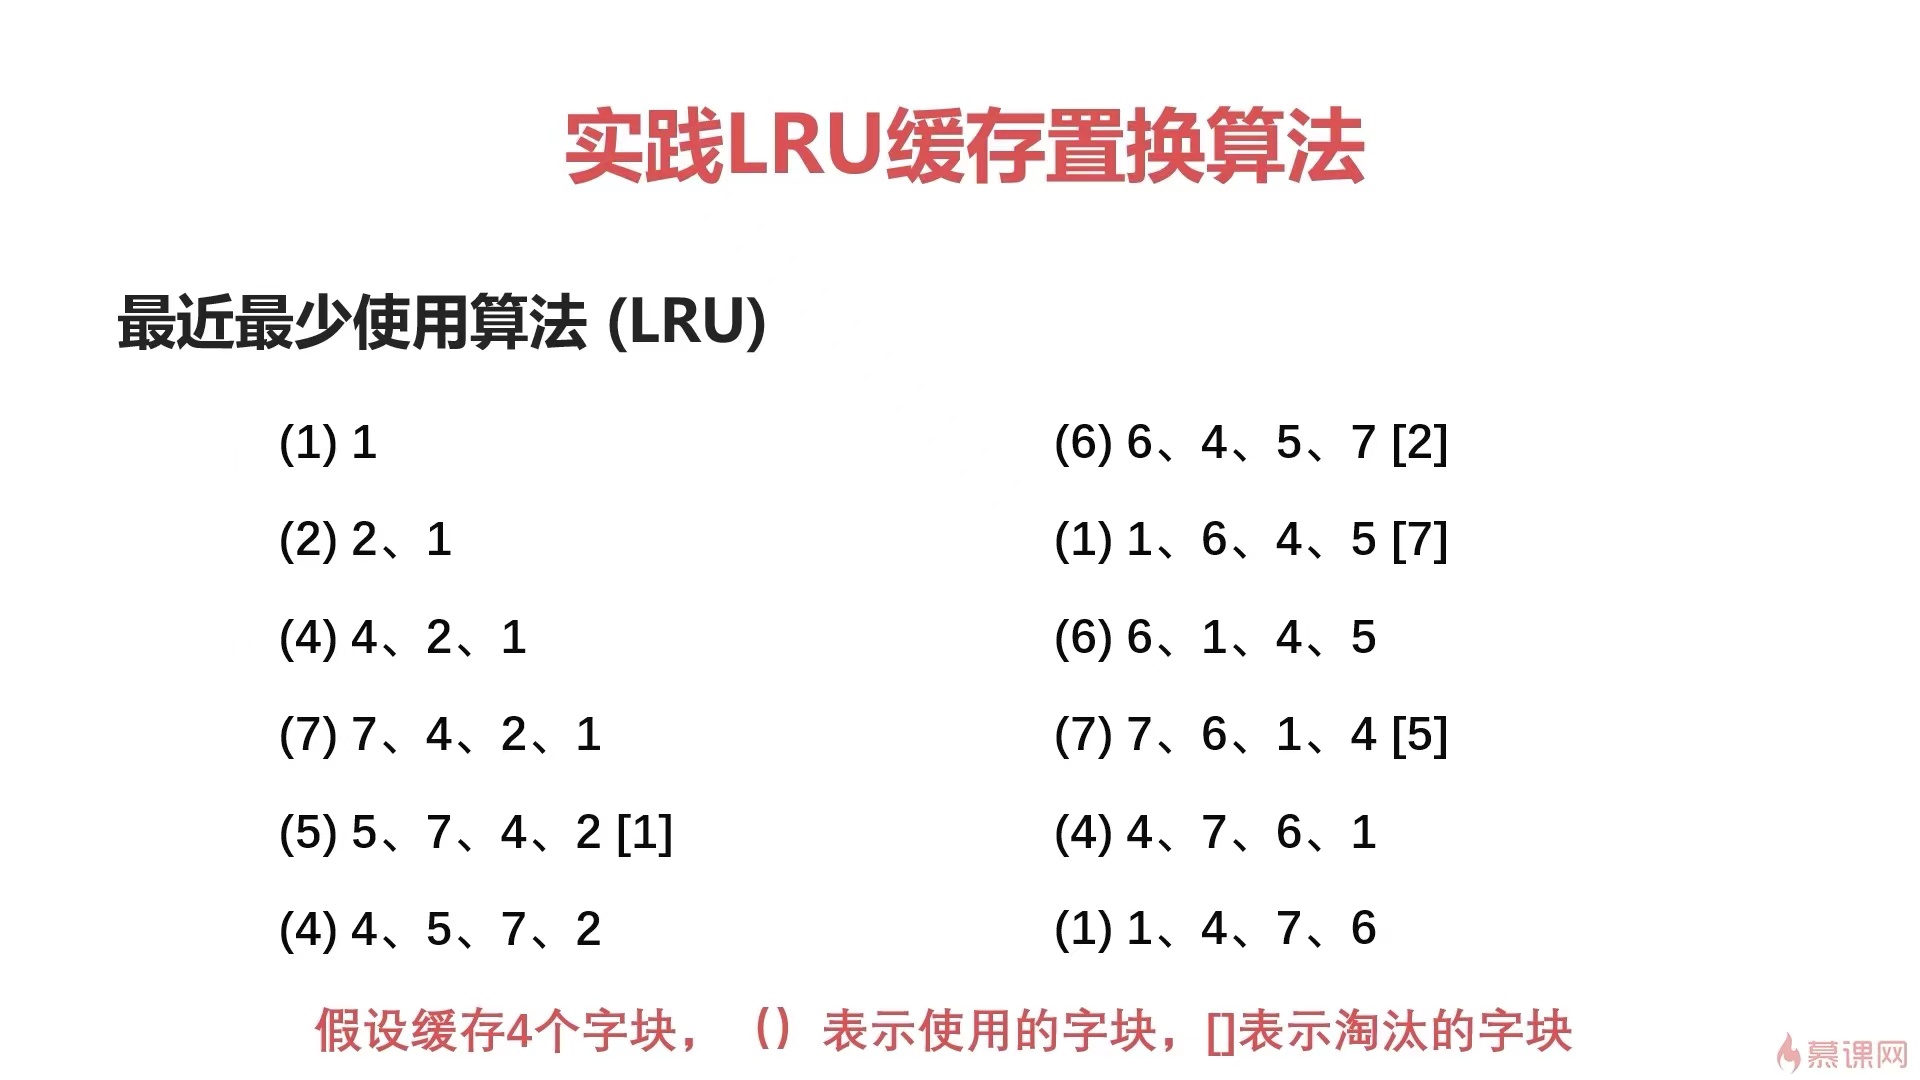 实践LRU缓存置换算法
最近最少使用算法 (LRU)
(1) 1
(2) 2、1
(4) 4、2、1
(7) 7、4、2、1
(5) 5、7、4、2 [1]
(4) 4、5、7、2
(6) 6、4、5、7 [2]
(1) 1、6、4、5 [7]
(6) 6、1、4、5
(7) 7、6、1、4 [5]
(4) 4、7、6、1
(1) 1、4、7、6
假设缓存4个字块，（）表示使用的字块，[]表示淘汰的字块
慕课网